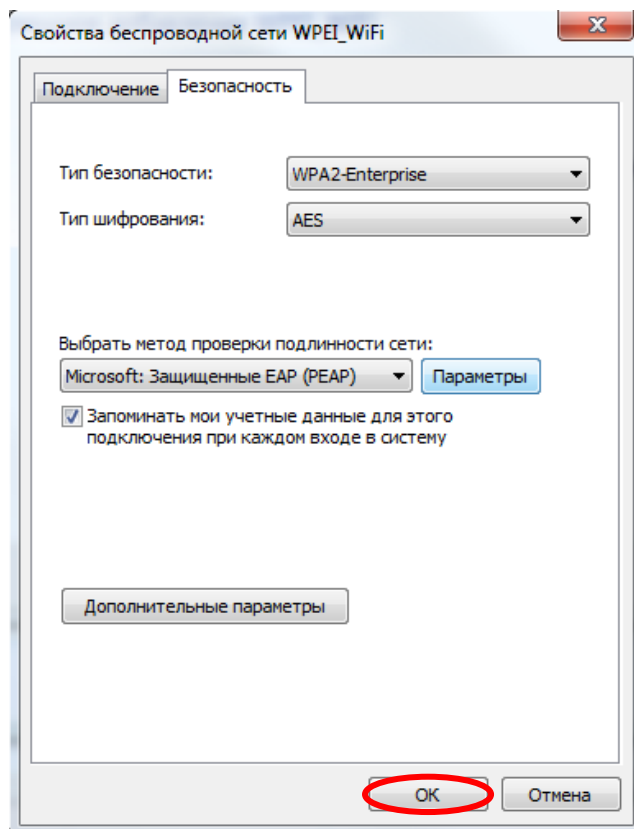 Свойства беспроводной сети WPEI_WiFi
x
Подключение Безопасность
Тип безопасности: WPA2-Enterprise
Тип шифрования: AES
Выбрать метод проверки подлинности сети:
Microsoft: Защищенные EAP (PEAP) Параметры
Запоминать мои учетные данные для этого
подключения при каждом входе в систему
Дополнительные параметры
OK Отмена